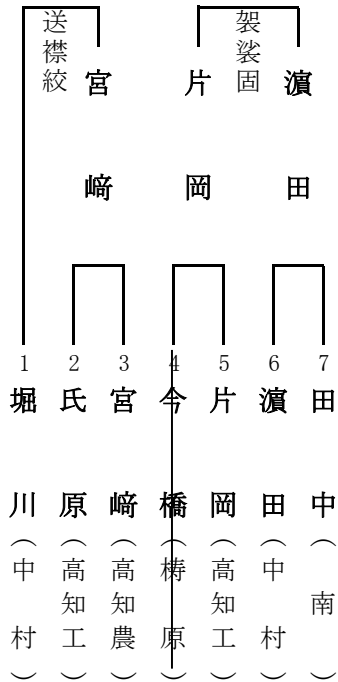 送襟絞
袈裟固
宮﨑
片岡
濵田
1
2
3
4
5
6
7
堀川（中村）
氏原（高知工）
宮﨑（高知農）
今橋（梼原）
片岡（高知工）
濵田（中村）
田中（南）